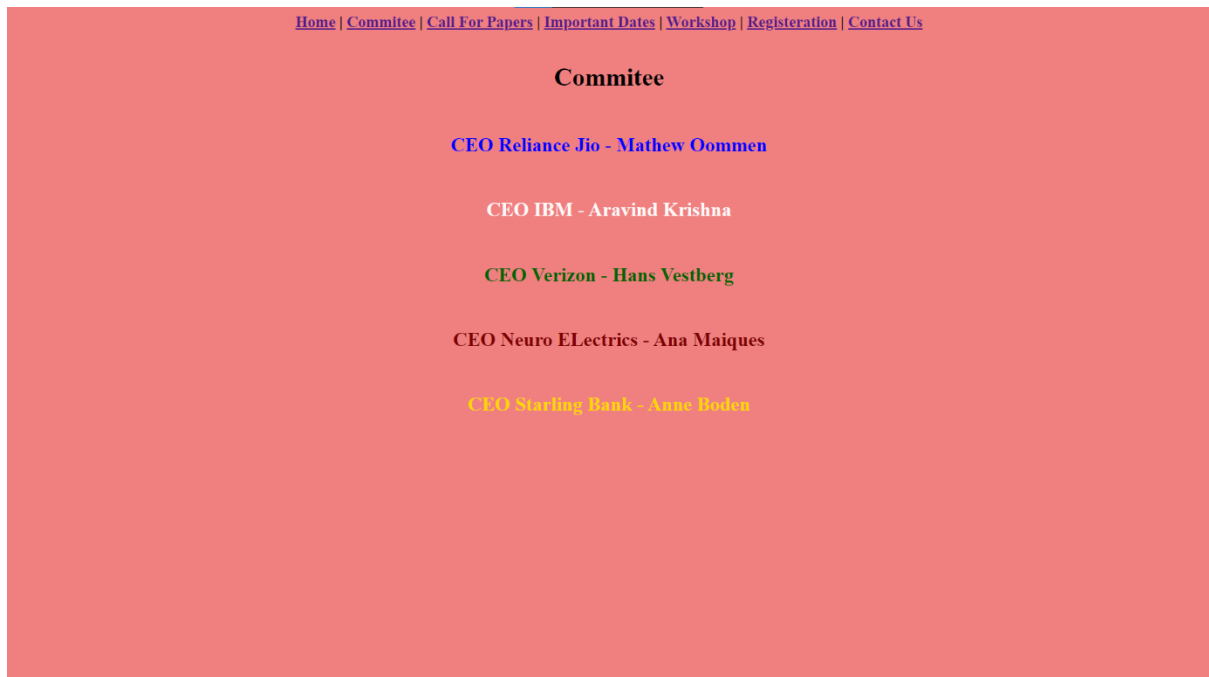 Home | Commitee | Call For Papers | Important Dates | Workshop | Registeration | Contact Us
Commitee
CEO Reliance Jio - Mathew Oommen
CEO IBM - Aravind Krishna
CEO Verizon - Hans Vestberg
CEO Neuro ELectrics - Ana Maiques
CEO Starling Bank - Anne Boden